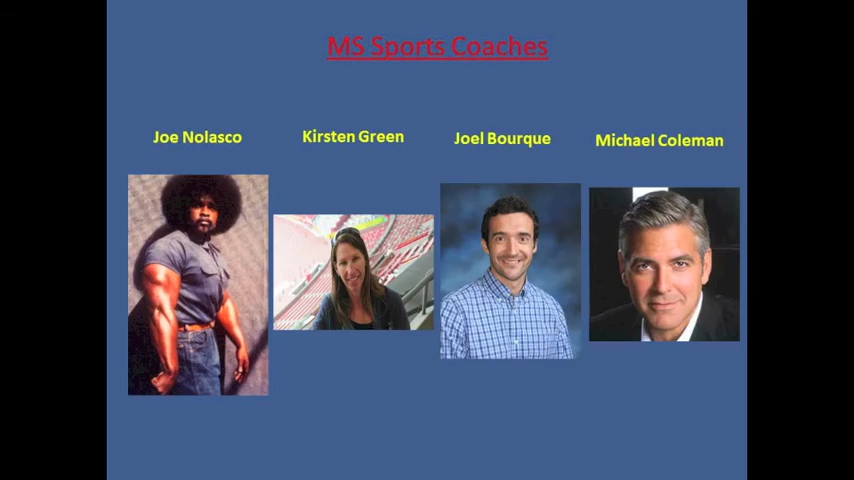 MS Sports Coaches
Joe Nolasco
Kirsten Green
Joel Bourque
Michael Coleman